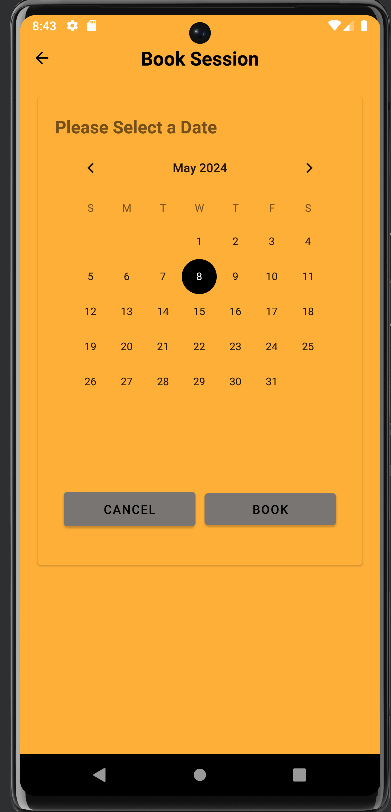 8:43
Book Session
Please Select a Date
May 2024
S M T W T F S
1 2 3 4
5 6 7 8 9 10 11
12 13 14 15 16 17 18
19 20 21 22 23 24 25
26 27 28 29 30 31
CANCEL BOOK